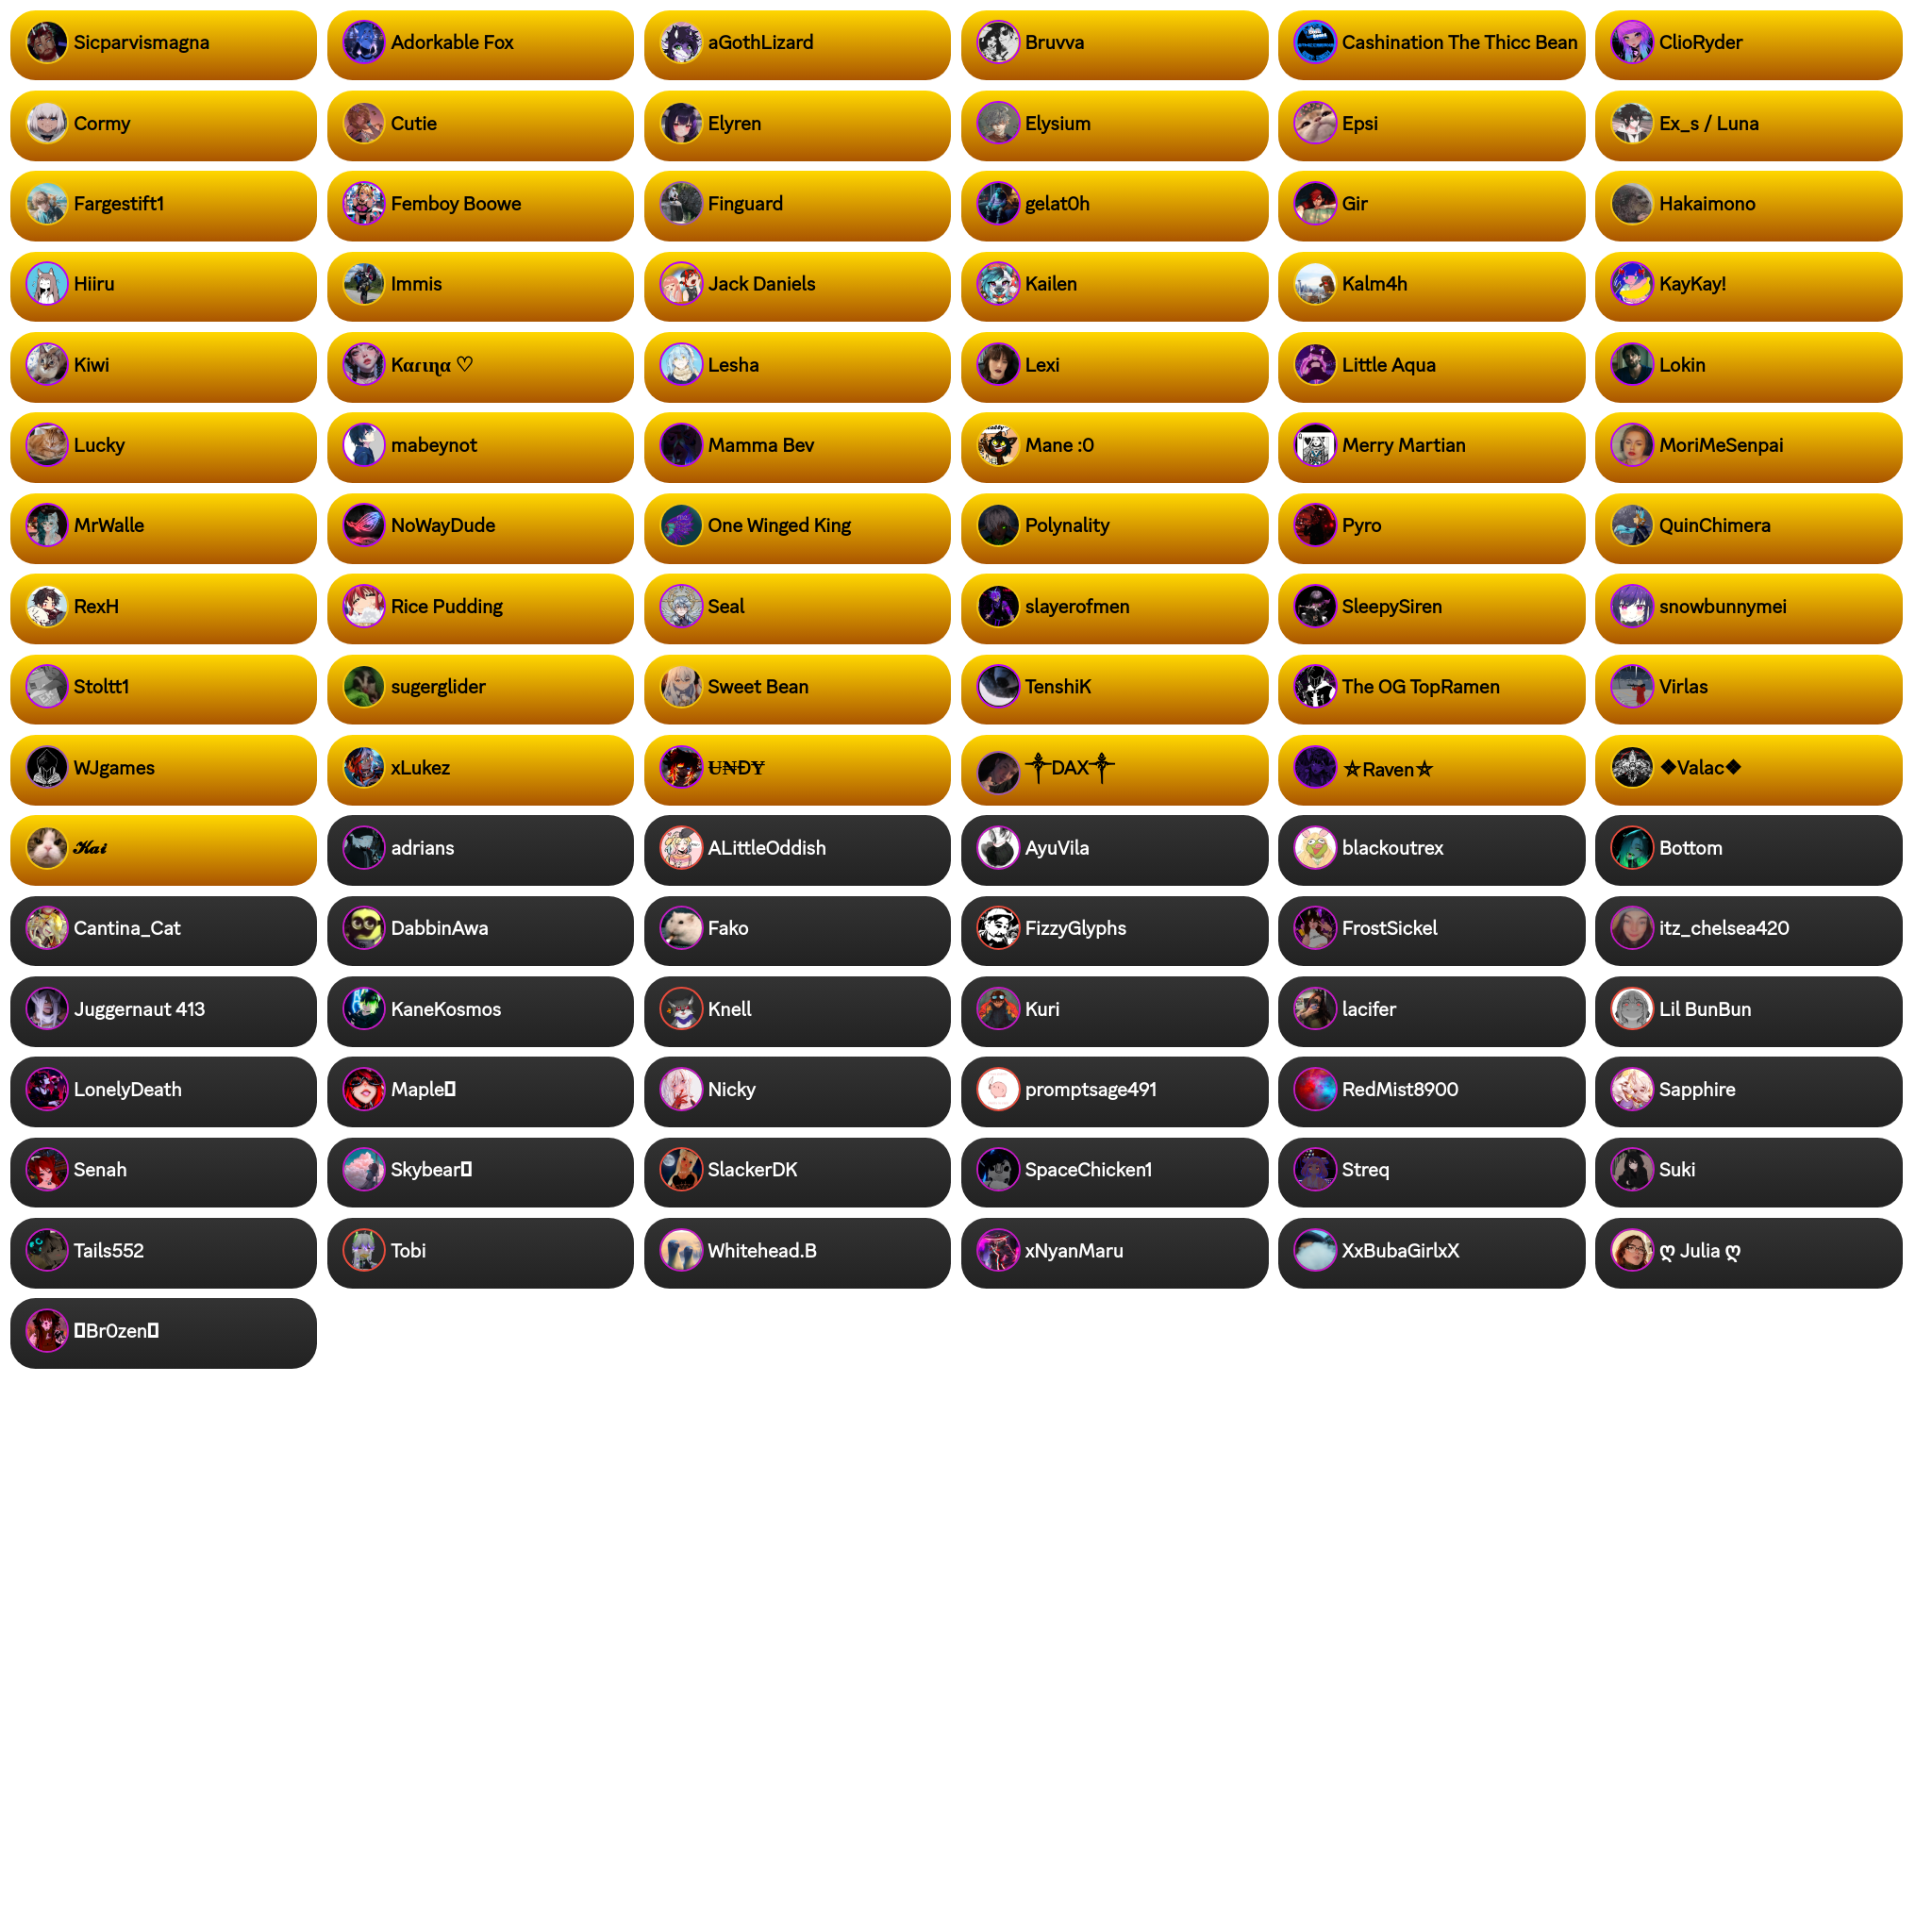 Sicparvismagna
Adorkable Fox
aGothLizard
Bruvva
Cashination The Thicc Bean
ClioRyder
Cormy
Cutie
Elyren
Elysium
Epsi
Ex_s / Luna
Fargestift1
Femboy Boowe
Finguard
gelat0h
Gir
Hakaimono
Hiiru
Immis
Jack Daniels
Kailen
Kalm4h
KayKay!
Kiwi
Kαɾιɳα ♡
Lesha
Lexi
Little Aqua
Lokin
Lucky
mabeynot
Mamma Bev
Mane :0
Merry Martian
MoriMeSenpai
MrWalle
NoWayDude
One Winged King
Polynality
Pyro
QuinChimera
RexH
Rice Pudding
Seal
slayerofmen
SleepySiren
snowbunnymei
Stoltt1
sugerglider
Sweet Bean
TenshiK
The OG TopRamen
Virlas
WJgames
xLukez
U̶₦ĐɎ
⸸DAX⸸
⛤Raven⛤
❖Valac❖
𝓚𝓪𝓲
adrians
ALittleOddish
AyuVila
blackoutrex
Bottom
Cantina_Cat
DabbinAwa
Fako
FizzyGlyphs
FrostSickel
itz_chelsea420
Juggernaut 413
KaneKosmos
Knell
Kuri
lacifer
Lil BunBun
LonelyDeath
Maple▯
Nicky
promptsage491
RedMist8900
Sapphire
Senah
Skybear▯
SlackerDK
SpaceChicken1
Streq
Suki
Tails552
Tobi
Whitehead.B
xNyanMaru
XxBubaGirlxX
ღ Julia ღ
▯Br0zen▯